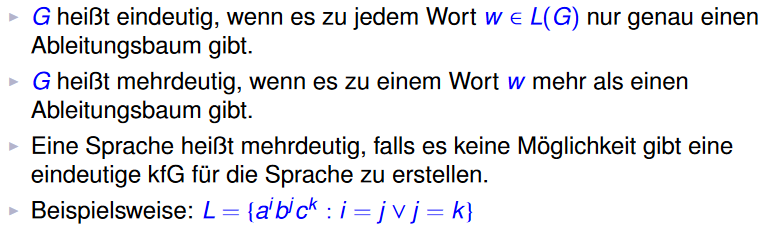 ▸ G heißt eindeutig, wenn es zu jedem Wort w ∈ L(G) nur genau einen
Ableitungsbaum gibt.
▸ G heißt mehrdeutig, wenn es zu einem Wort w mehr als einen
Ableitungsbaum gibt.
▸ Eine Sprache heißt mehrdeutig, falls es keine Möglichkeit gibt eine
eindeutige kfG für die Sprache zu erstellen.
▸ Beispielsweise: L = {aⁱbʲcᵏ : i = j ∨ j = k}